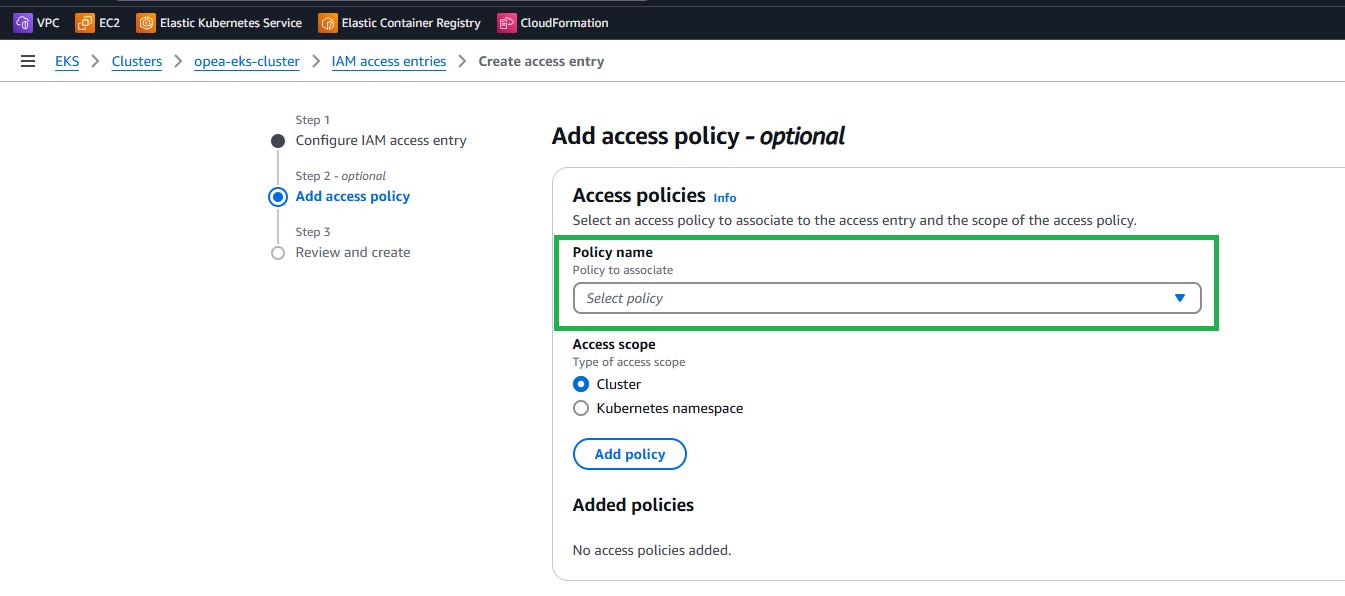 VPC EC2 Elastic Kubernetes Service Elastic Container Registry CloudFormation
EKS Clusters opea-eks-cluster IAM access entries Create access entry
Step 1
Configure IAM access entry
Step 2 - optional
Add access policy
Step 3
Review and create
Add access policy - optional
Access policies Info
Select an access policy to associate to the access entry and the scope of the access policy.
Policy name
Policy to associate
Select policy
Access scope
Type of access scope
Cluster
Kubernetes namespace
Add policy
Added policies
No access policies added.